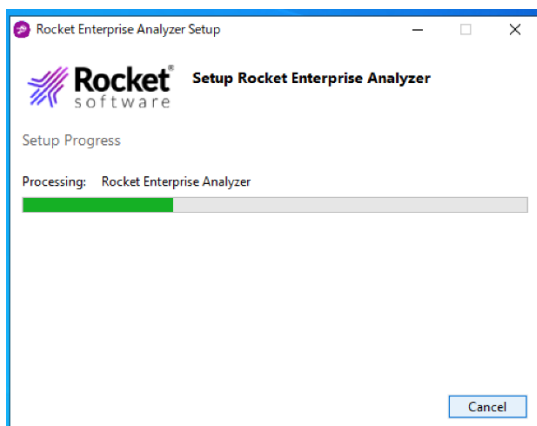 Rocket Enterprise Analyzer Setup
Rocket® Setup Rocket Enterprise Analyzer
software
Setup Progress
Processing: Rocket Enterprise Analyzer
Cancel